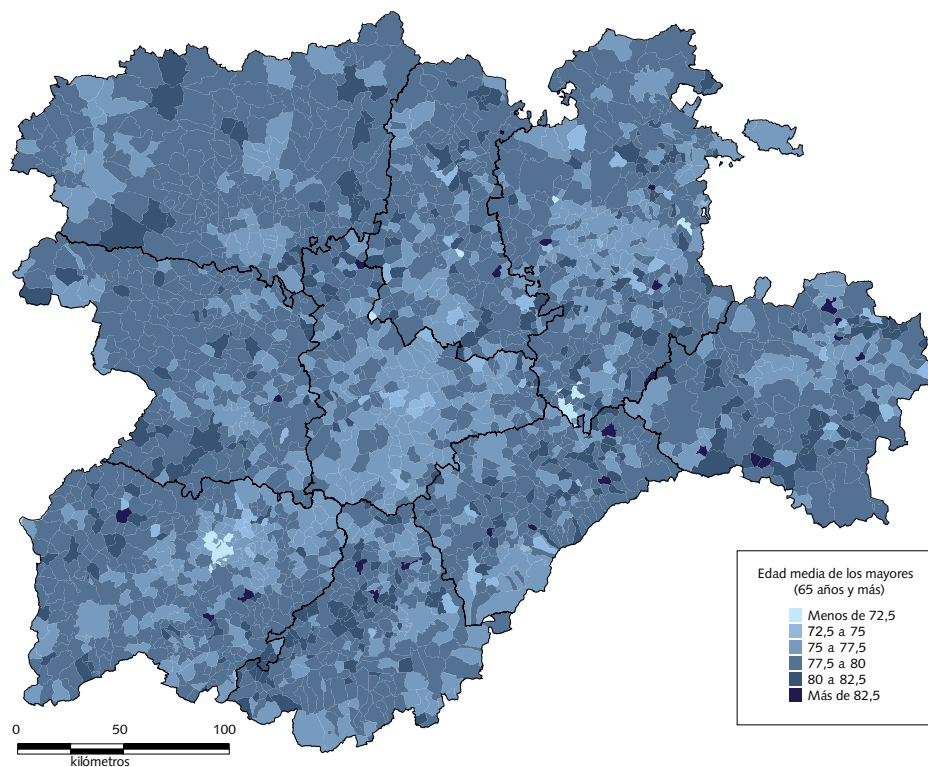 Edad media de los mayores
(65 años y más)
Menos de 72,5
72,5 a 75
75 a 77,5
77,5 a 80
80 a 82,5
Más de 82,5
0 50 100
kilómetros